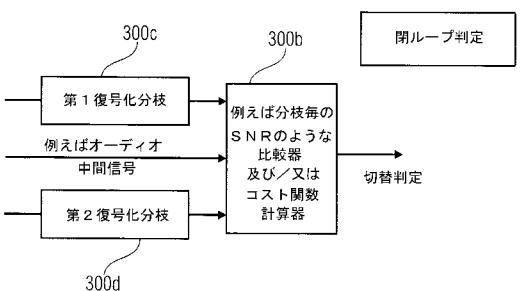 300c
300b
閉ループ判定
第1復号化分枝
例えばオーディオ
中間信号
第2復号化分枝
300d
例えば分枝毎の
SNRのような
比較器
及び/又は
コスト関数
計算器
切替判定